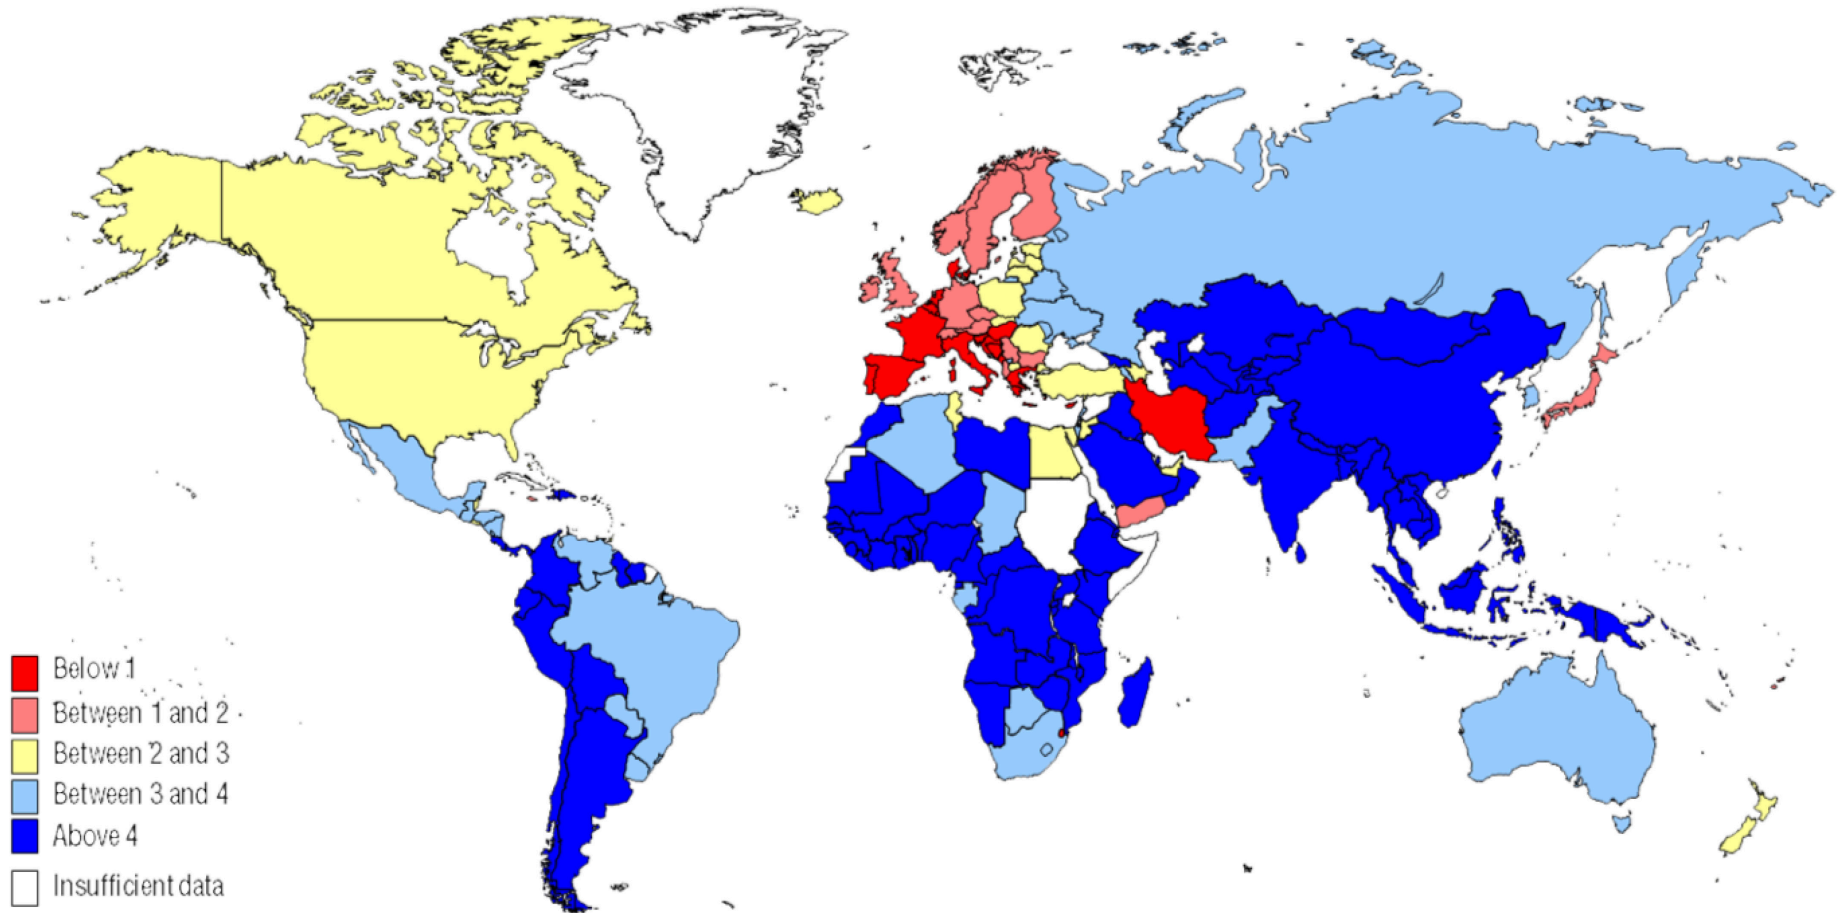 Below 1
Between 1 and 2
Between 2 and 3
Between 3 and 4
Above 4
Insufficient data